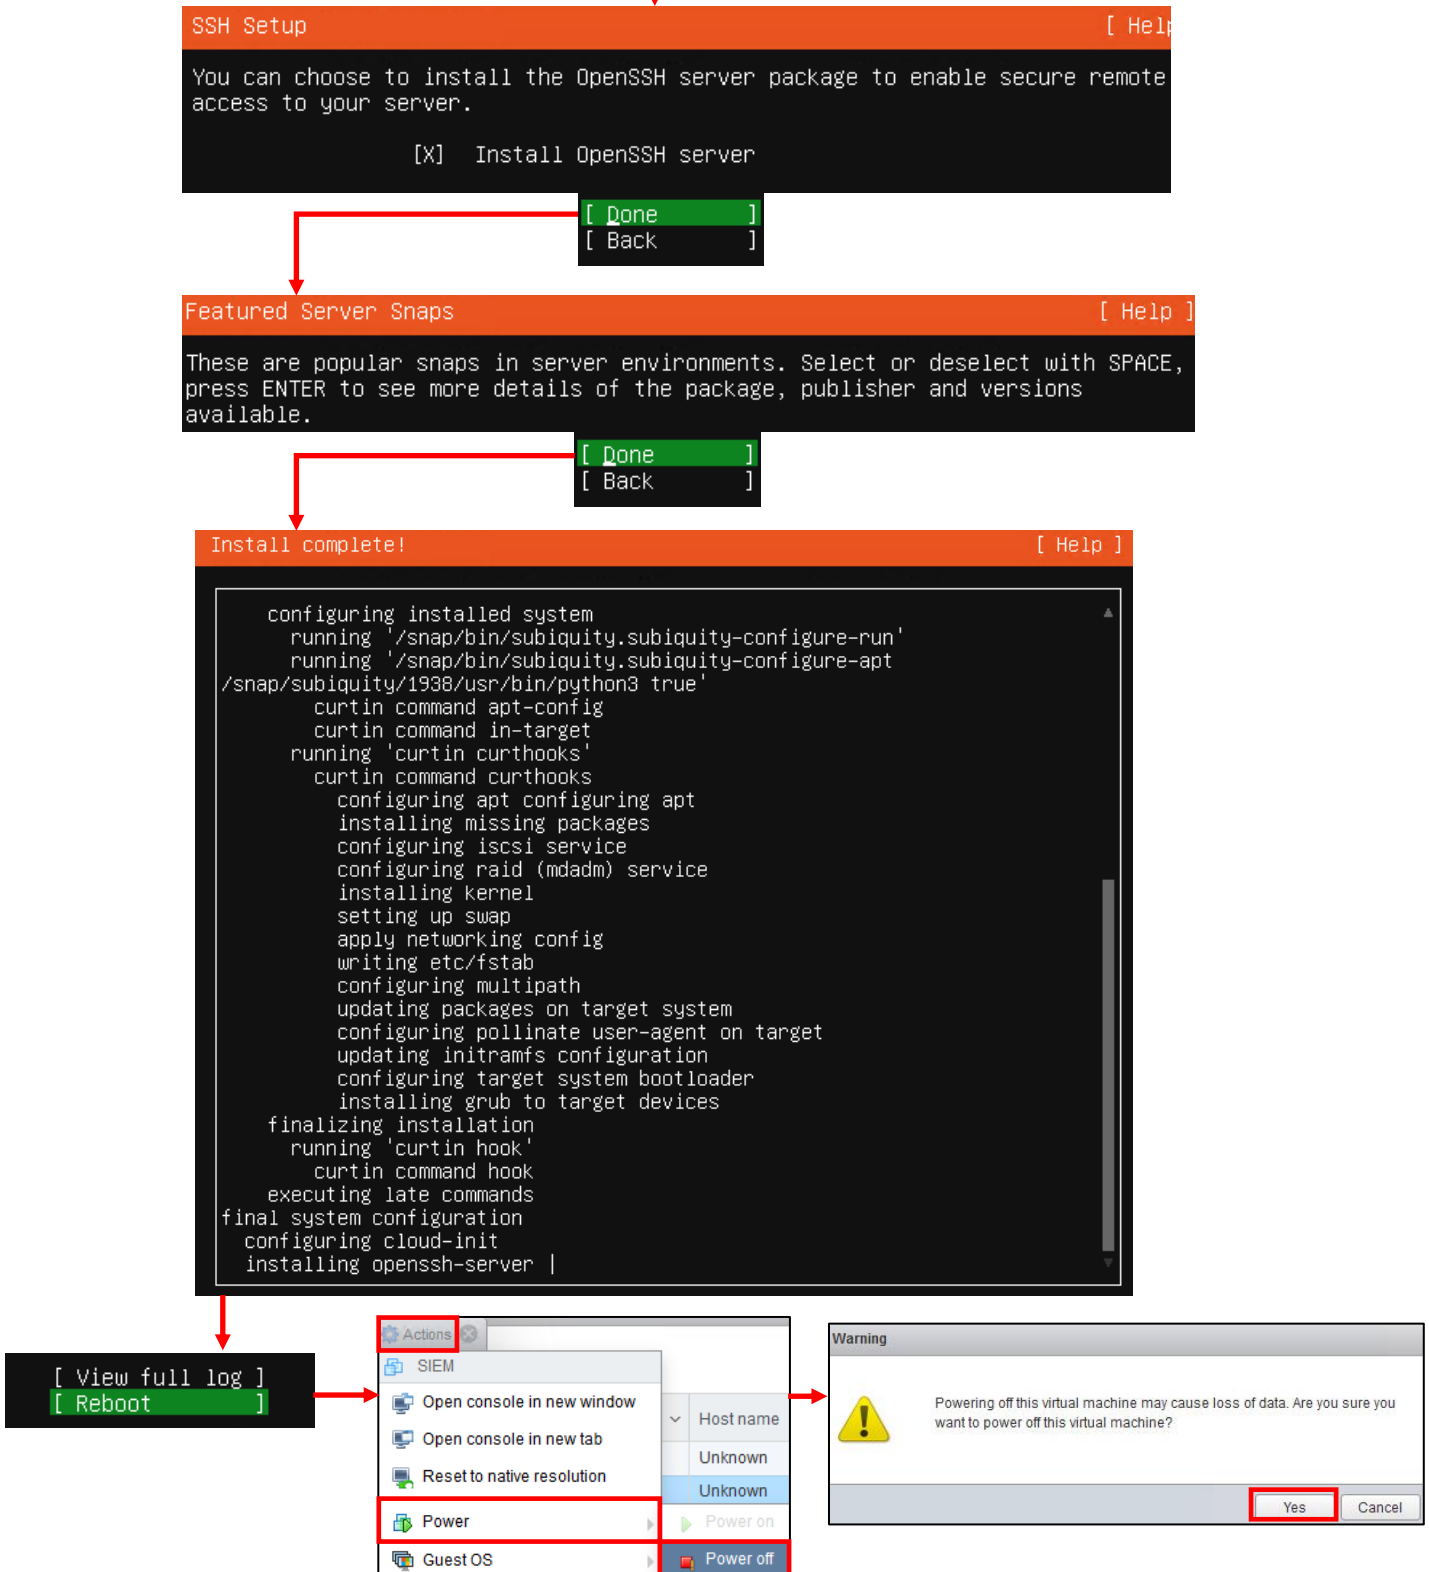 SSH Setup [ Help
You can choose to install the OpenSSH server package to enable secure remote
access to your server.
[X] Install OpenSSH server
[ Done ]
[ Back ]
Featured Server Snaps [ Help ]
These are popular snaps in server environments. Select or deselect with SPACE,
press ENTER to see more details of the package, publisher and versions
available.
[ Done ]
[ Back ]
Install complete! [ Help ]
configuring installed system
running '/snap/bin/subiquity.subiquity-configure-run'
running '/snap/bin/subiquity.subiquity-configure-apt
/snap/subiquity/1938/usr/bin/python3 true'
curtin command apt-config
curtin command in-target
running 'curtin curthooks'
curtin command curthooks
configuring apt configuring apt
installing missing packages
configuring iscsi service
configuring raid (mdadm) service
installing kernel
setting up swap
apply networking config
writing etc/fstab
configuring multipath
updating packages on target system
configuring pollinate user-agent on target
updating initramfs configuration
configuring target system bootloader
installing grub to target devices
finalizing installation
running 'curtin hook'
curtin command hook
executing late commands
final system configuration
configuring cloud-init
installing openssh-server |
[ View full log ]
[ Reboot ]
Actions
SIEM
Open console in new window
Open console in new tab
Reset to native resolution
Power
Guest OS
Host name
Unknown
Unknown
Power on
Power off
Warning
Powering off this virtual machine may cause loss of data. Are you sure you
want to power off this virtual machine?
Yes Cancel